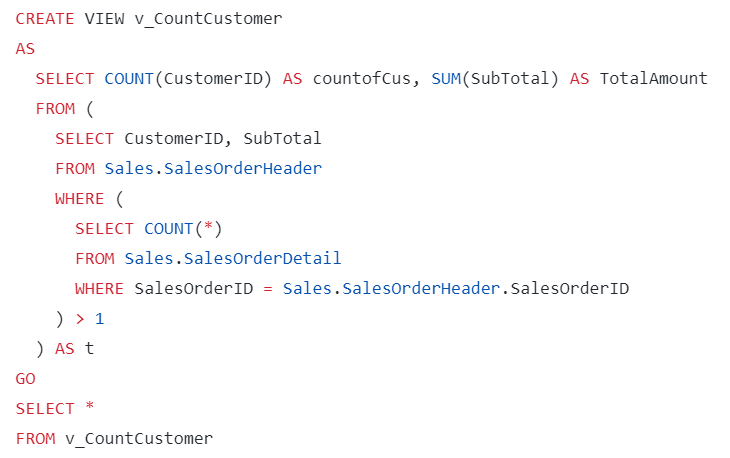 CREATE VIEW v_CountCustomer
AS
SELECT COUNT(CustomerID) AS countofCus, SUM(SubTotal) AS TotalAmount
FROM (
SELECT CustomerID, SubTotal
FROM Sales.SalesOrderHeader
WHERE (
SELECT COUNT(*)
FROM Sales.SalesOrderDetail
WHERE SalesOrderID = Sales.SalesOrderHeader.SalesOrderID
) > 1
) AS t
GO
SELECT *
FROM v_CountCustomer